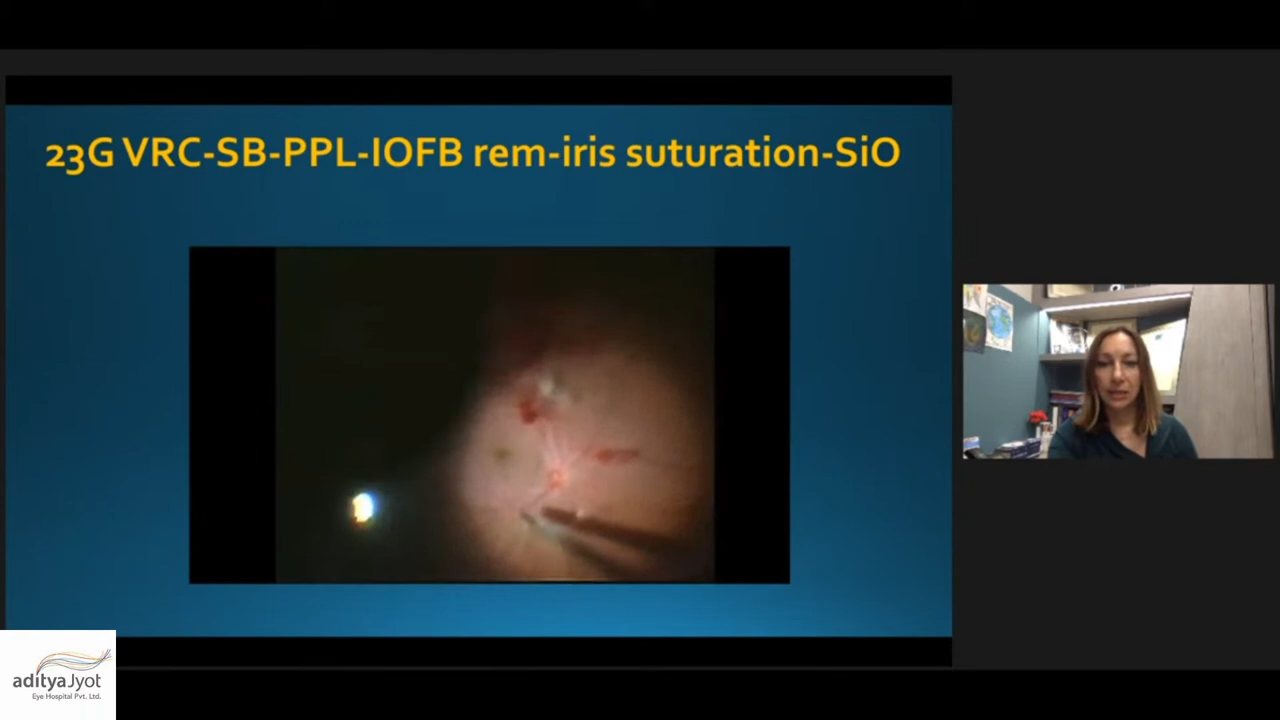 23G VRC-SB-PPL-IOFB rem-iris suturation-SiO
adityaJyot
Eye Hospital Pvt. Ltd.